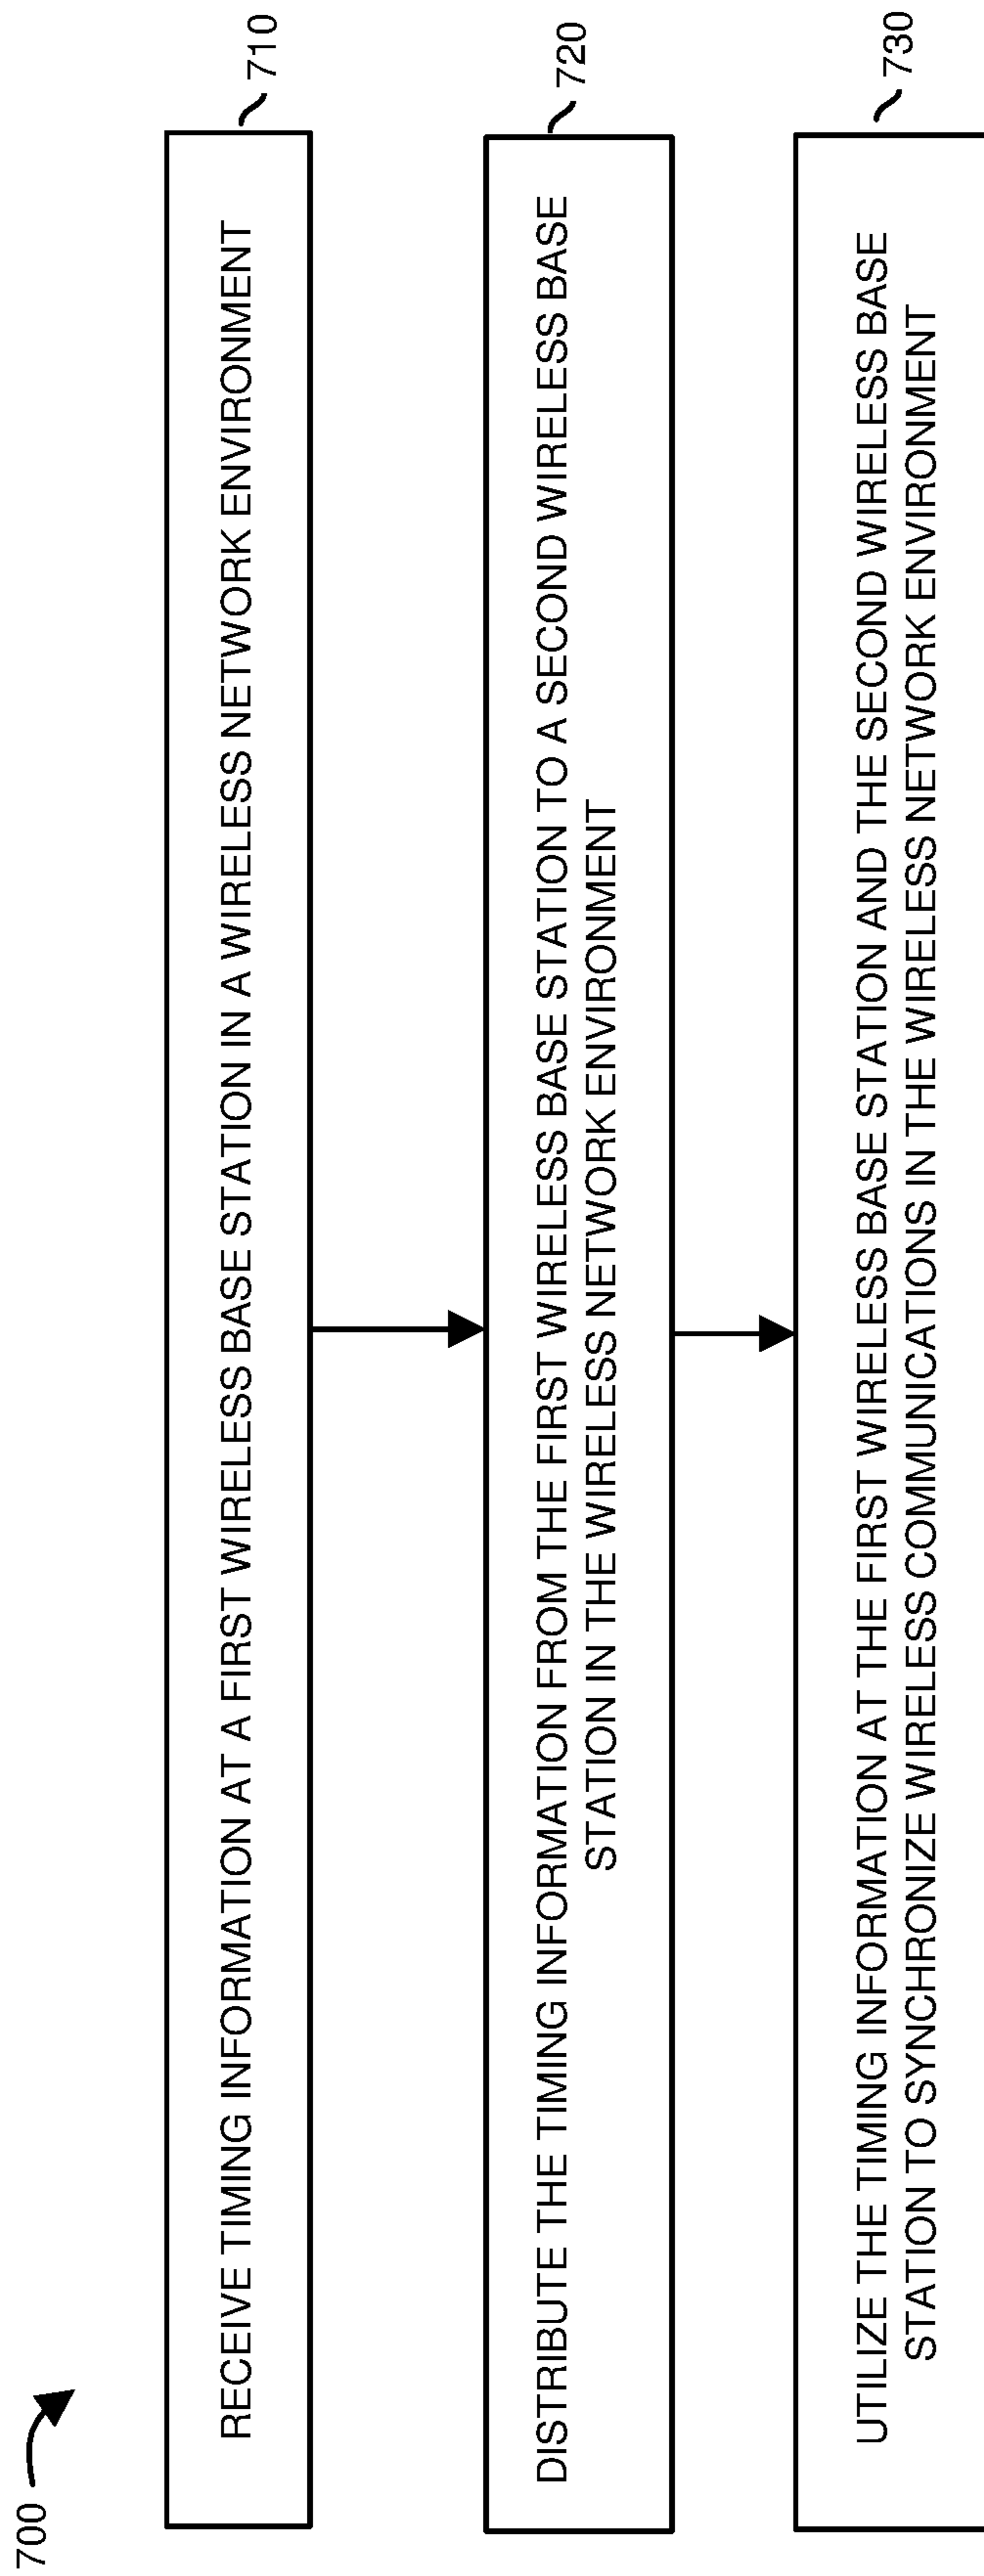 700
RECEIVE TIMING INFORMATION AT A FIRST WIRELESS BASE STATION IN A WIRELESS NETWORK ENVIRONMENT
710
DISTRIBUTE THE TIMING INFORMATION FROM THE FIRST WIRELESS BASE STATION TO A SECOND WIRELESS BASE
STATION IN THE WIRELESS NETWORK ENVIRONMENT
720
UTILIZE THE TIMING INFORMATION AT THE FIRST WIRELESS BASE STATION AND THE SECOND WIRELESS BASE
STATION TO SYNCHRONIZE WIRELESS COMMUNICATIONS IN THE WIRELESS NETWORK ENVIRONMENT
730